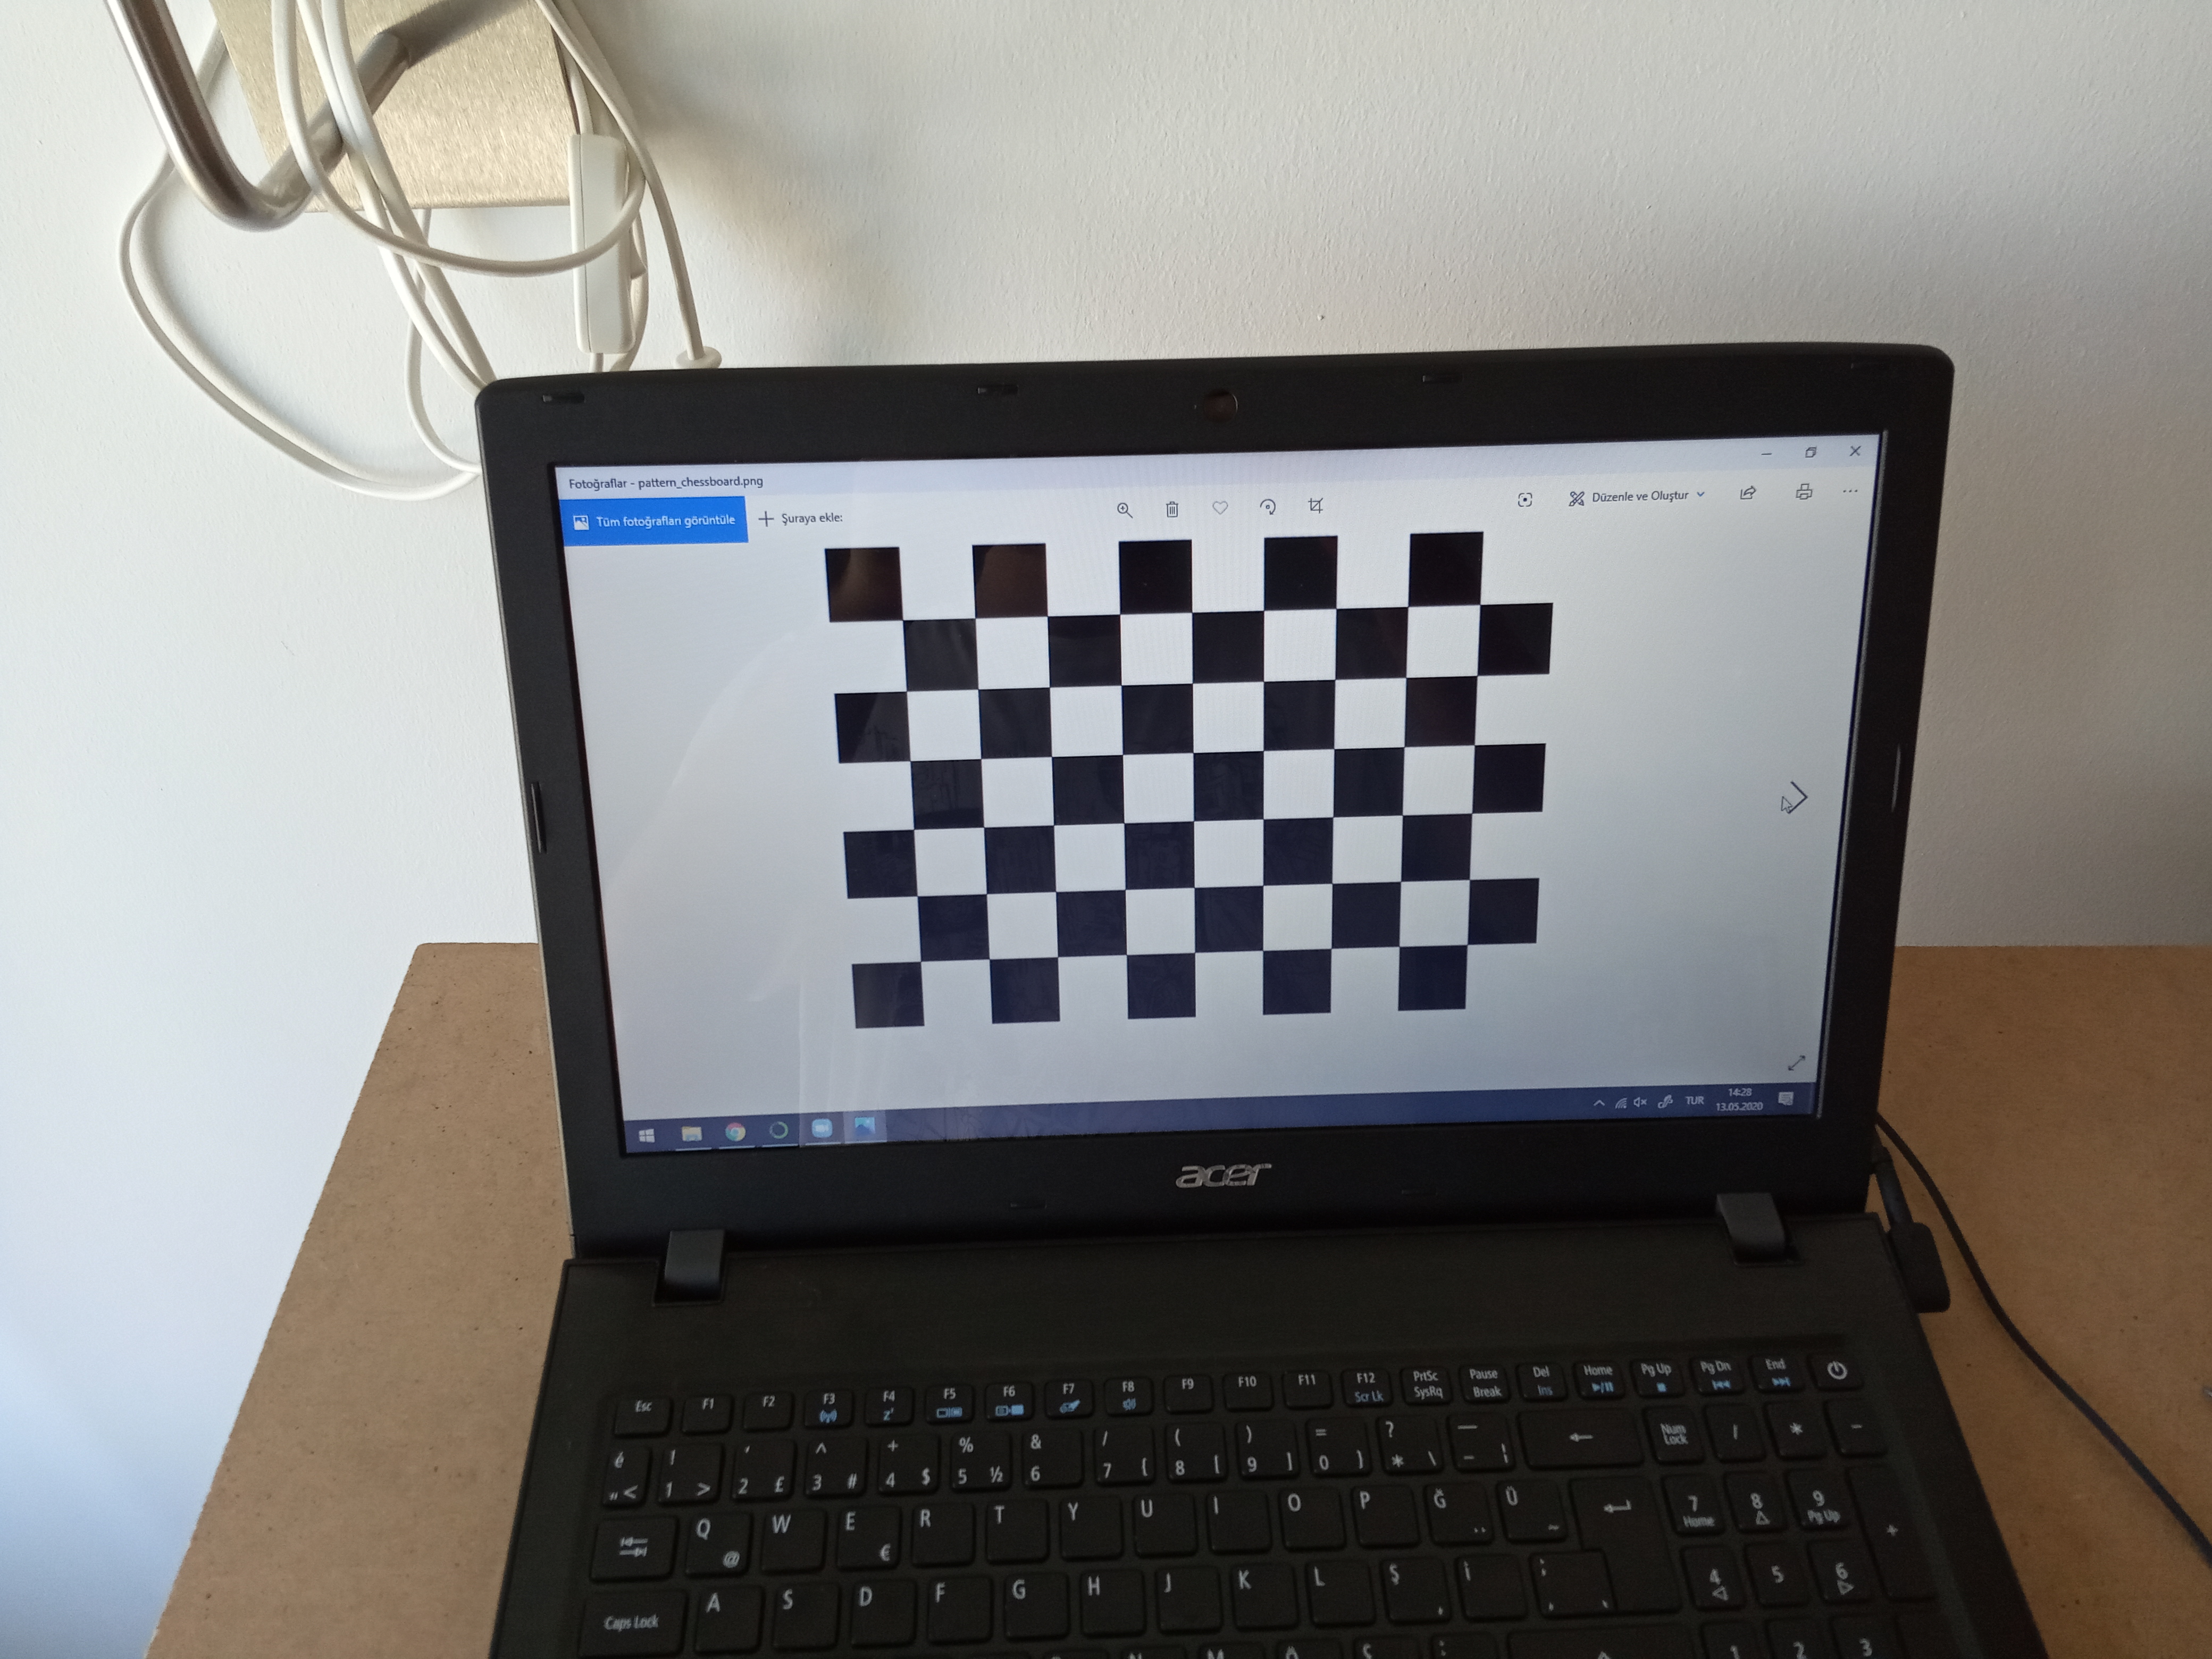 Fotoğraflar - pattern_chessboard.png
Tüm fotoğrafları görüntüle
Şuraya ekle:
Düzenle ve Oluştur
TUR
14:28
13.05.2020
acer
Esc F1 F2 F3 F4 F5 F6 F7 F8 F9 F10 F11 F12 PrtSc Pause Del Home Pg Up Pg Dn End
z² Scr Lk SysRq Break Ins
é ! ' ^ + % & / ( ) = ? _ Num / * -
" < 1 > 2 £ 3 # 4 $ 5 ½ 6 7 { 8 [ 9 ] 0 } * \ - ¦ Lock
Q W E R T Y U I O P Ğ Ü 7 8 9 +
@ € ¨ ~ Home Pg Up
Caps Lock A S D F G H J K L Ş İ ; 4 5 6
, ` 
N M Ö Ç : 1 2 3